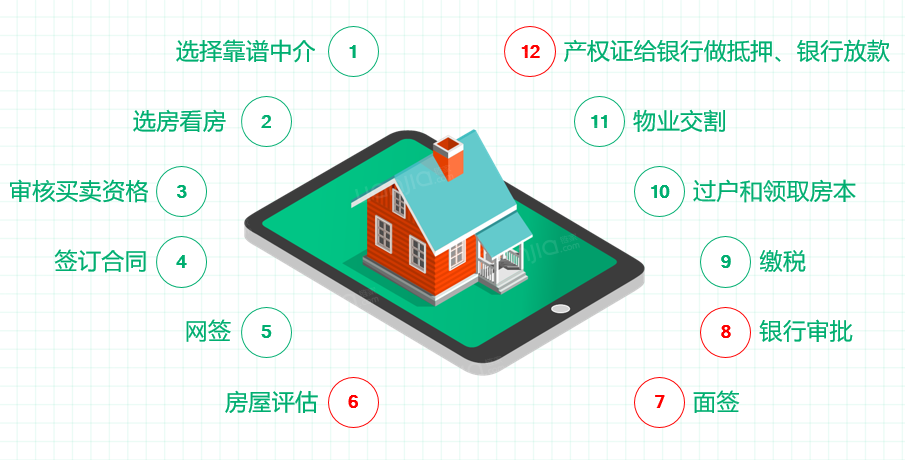 1 选择靠谱中介
2 选房看房
3 审核买卖资格
4 签订合同
5 网签
6 房屋评估
7 面签
8 银行审批
9 缴税
10 过户和领取房本
11 物业交割
12 产权证给银行做抵押、银行放款